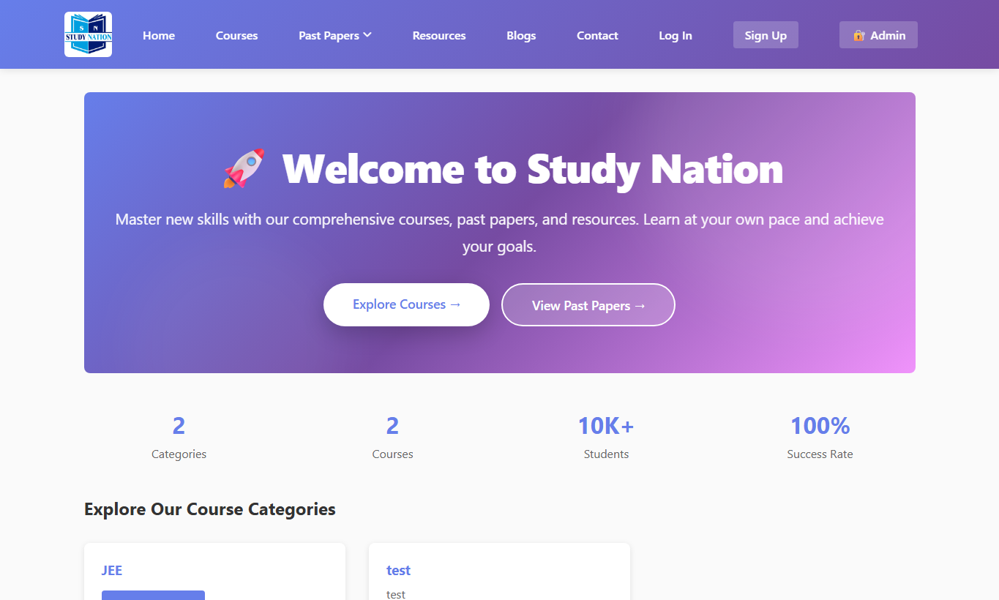 S N
STUDY NATION
Home
Courses
Past Papers
Resources
Blogs
Contact
Log In
Sign Up
Admin
Welcome to Study Nation
Master new skills with our comprehensive courses, past papers, and resources. Learn at your own pace and achieve
your goals.
Explore Courses →
View Past Papers →
2
Categories
2
Courses
10K+
Students
100%
Success Rate
Explore Our Course Categories
JEE
test
test